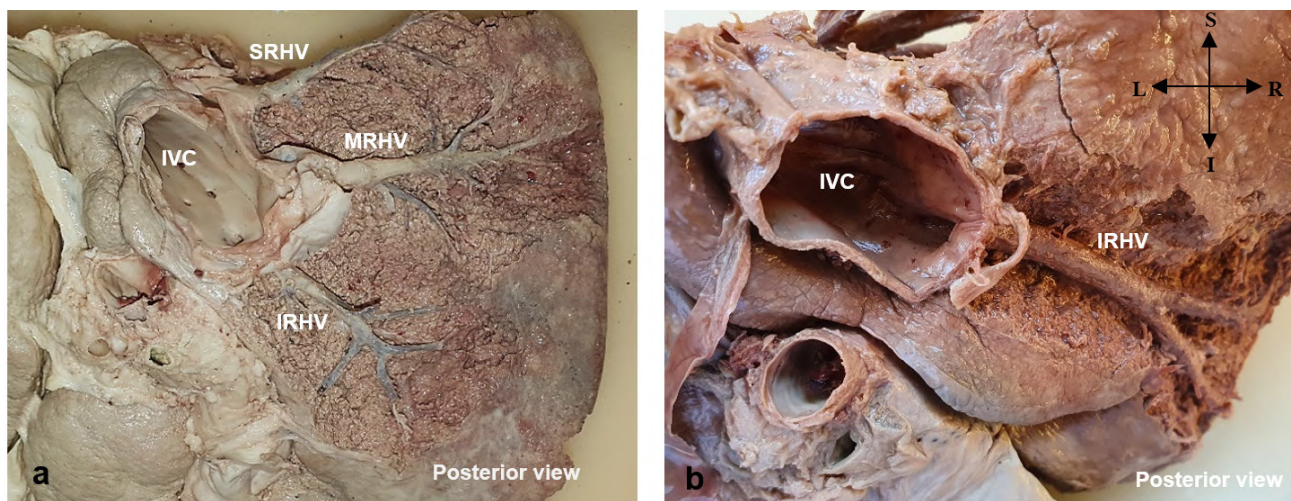 SRHV
MRHV
IVC
IRHV
a
Posterior view
S
L R
I
IVC
IRHV
b
Posterior view